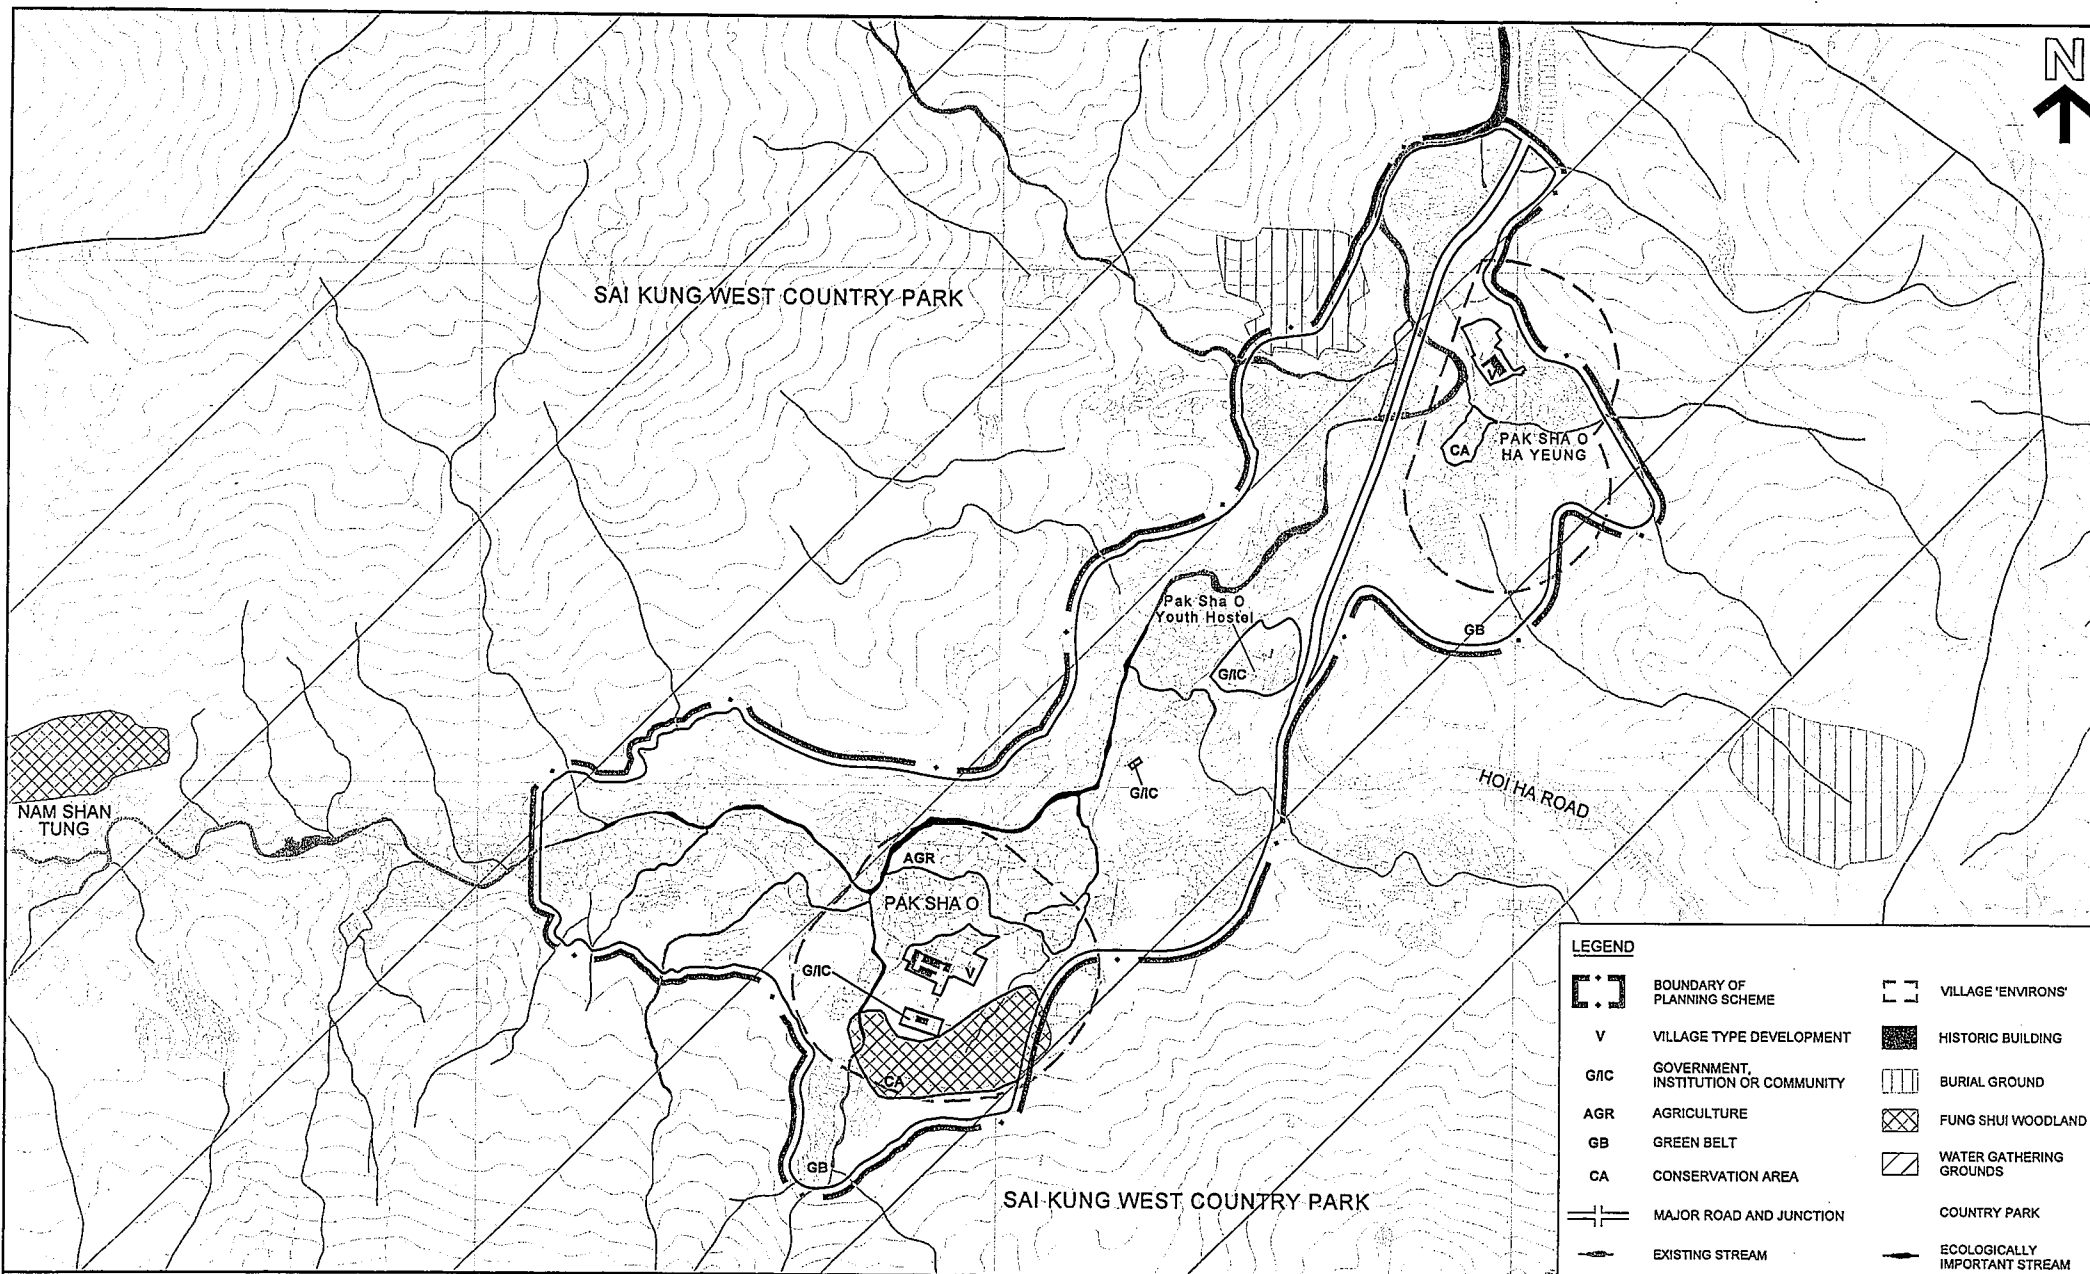 N
SAI KUNG WEST COUNTRY PARK
V
CA
PAK SHA O
HA YEUNG
Pak Sha O
Youth Hostel
GB
G/IC
G/IC
HOI HA ROAD
NAM SHAN
TUNG
AGR
PAK SHA O
G/IC
V
CA
GB
SAI KUNG WEST COUNTRY PARK
LEGEND
BOUNDARY OF
PLANNING SCHEME
V VILLAGE TYPE DEVELOPMENT
G/IC GOVERNMENT,
INSTITUTION OR COMMUNITY
AGR AGRICULTURE
GB GREEN BELT
CA CONSERVATION AREA
MAJOR ROAD AND JUNCTION
EXISTING STREAM
VILLAGE 'ENVIRONS'
HISTORIC BUILDING
BURIAL GROUND
FUNG SHUI WOODLAND
WATER GATHERING
GROUNDS
COUNTRY PARK
ECOLOGICALLY
IMPORTANT STREAM